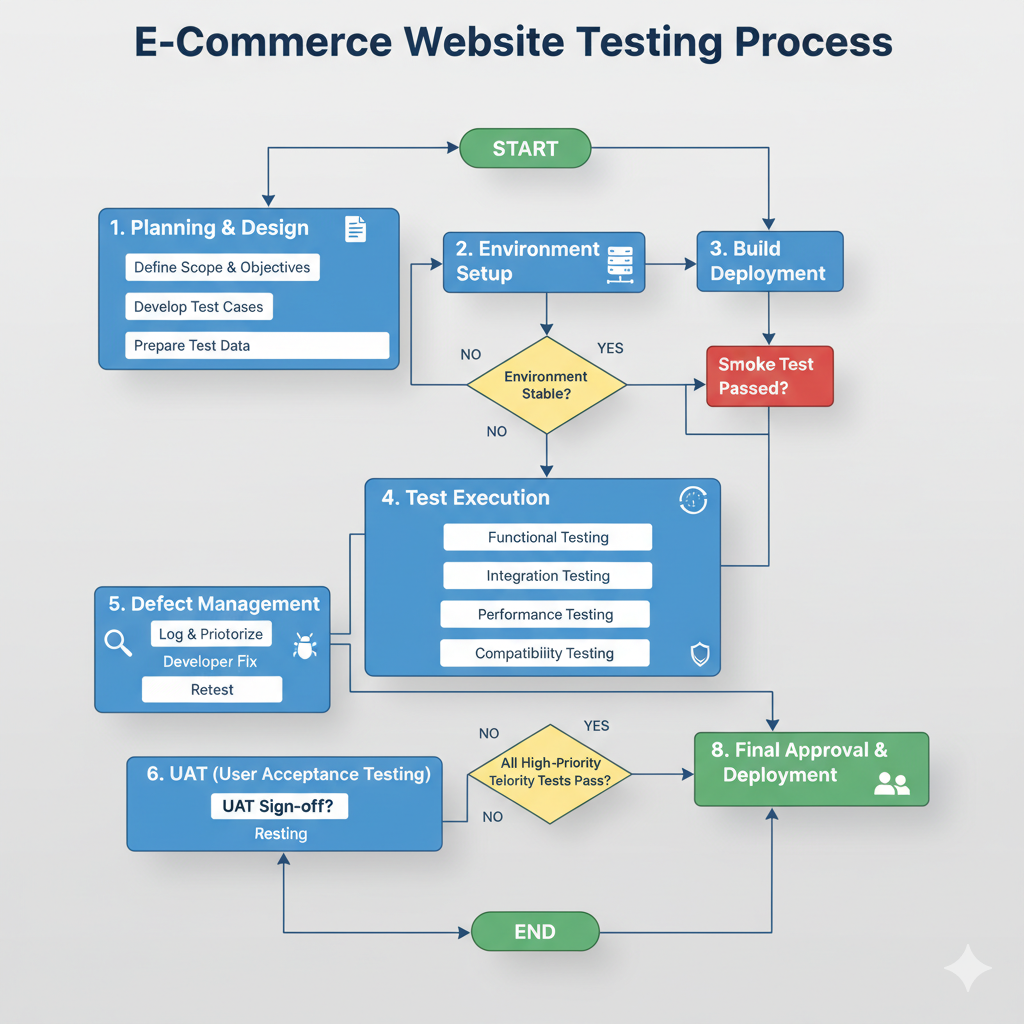 E-Commerce Website Testing Process
START
1. Planning & Design
Define Scope & Objectives
Develop Test Cases
Prepare Test Data
2. Environment
Setup
3. Build
Deployment
NO
YES
Environment
Stable?
NO
Smoke Test
Passed?
4. Test Execution
Functional Testing
Integration Testing
Performance Testing
Compatibility Testing
5. Defect Management
Log & Priotorize
Developer Fix
Retest
6. UAT (User Acceptance Testing)
UAT Sign-off?
Resting
NO
YES
All High-Priority
Telority Tests Pass?
NO
8. Final Approval &
Deployment
END